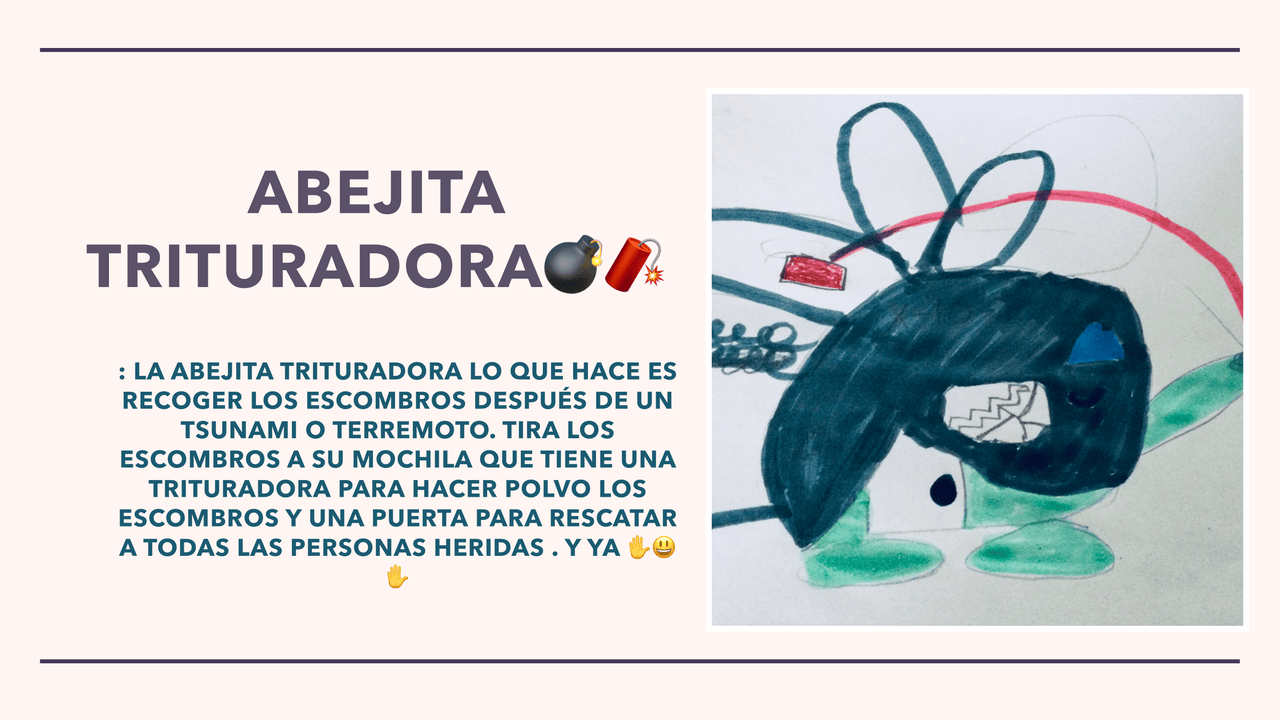 ABEJITA
TRITURADORA💣🧨
: LA ABEJITA TRITURADORA LO QUE HACE ES
RECOGER LOS ESCOMBROS DESPUÉS DE UN
TSUNAMI O TERREMOTO. TIRA LOS
ESCOMBROS A SU MOCHILA QUE TIENE UNA
TRITURADORA PARA HACER POLVO LOS
ESCOMBROS Y UNA PUERTA PARA RESCATAR
A TODAS LAS PERSONAS HERIDAS . Y YA ✋😃
✋